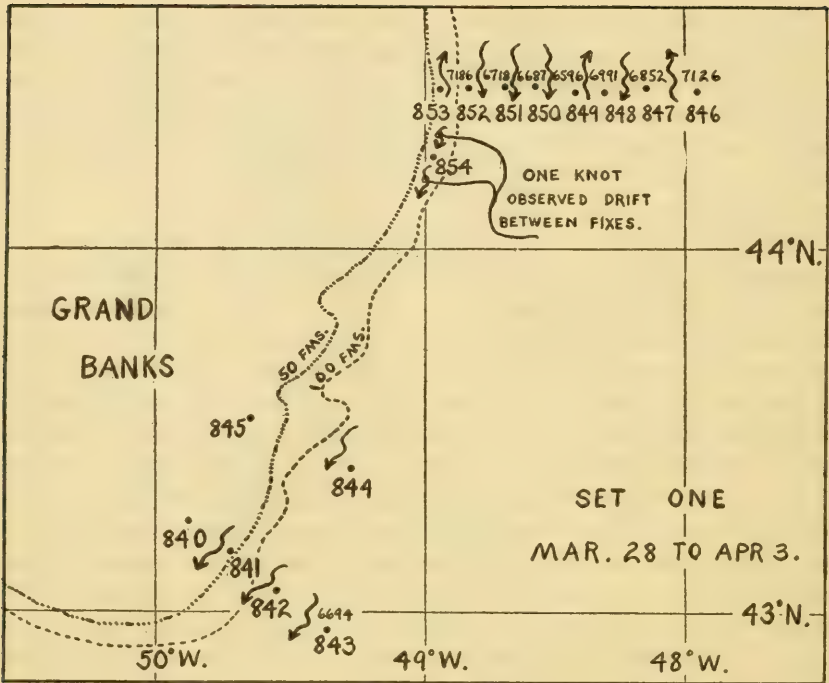 7186 6718 6687 6596 6991 6852 7126
853 852 851 850 849 848 847 846
854
ONE KNOT
OBSERVED DRIFT
BETWEEN FIXES.
44°N.
GRAND
BANKS
50 FMS.
100 FMS.
845
844
SET ONE
840
MAR. 28 TO APR 3.
841
842
6694
43°N.
843
50°W. 49°W. 48°W.